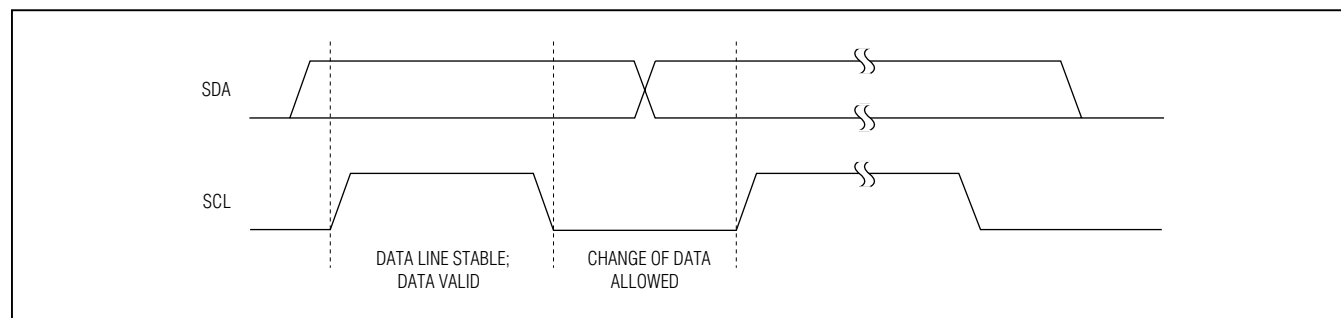 SDA
SCL
DATA LINE STABLE;
DATA VALID
CHANGE OF DATA
ALLOWED